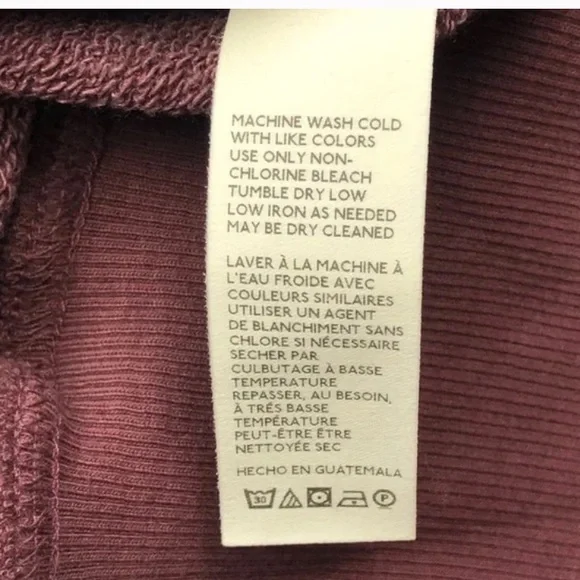 MACHINE WASH COLD
WITH LIKE COLORS
USE ONLY NON-
CHLORINE BLEACH
TUMBLE DRY LOW
LOW IRON AS NEEDED
MAY BE DRY CLEANED
LAVER À LA MACHINE À
L'EAU FROIDE AVEC
COULEURS SIMILAIRES
UTILISER UN AGENT
DE BLANCHIMENT SANS
CHLORE SI NÉCESSAIRE
SECHER PAR
CULBUTAGE À BASSE
TEMPERATURE
REPASSER, AU BESOIN,
À TRÉS BASSE
TEMPÉRATURE
PEUT-ÊTRE ÊTRE
NETTOYÉE SEC
HECHO EN GUATEMALA
30 P